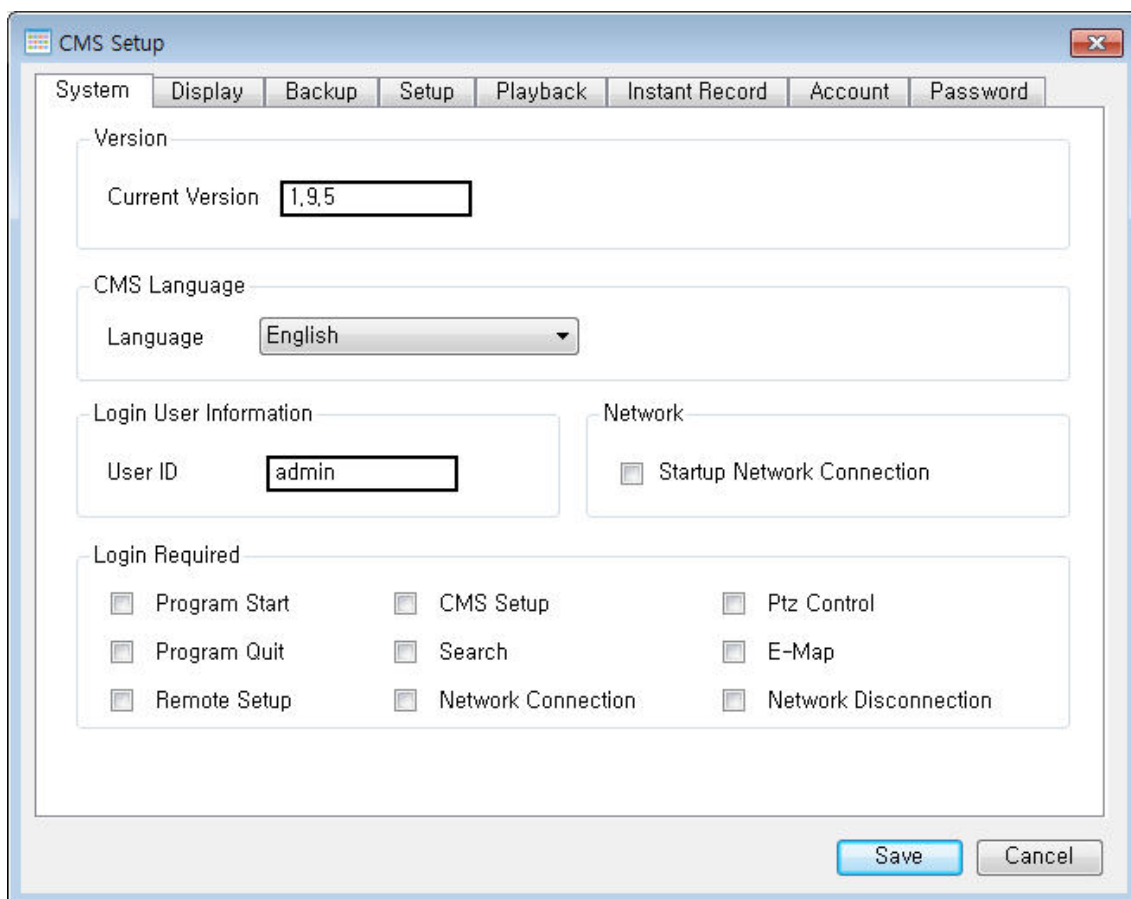 CMS Setup
System Display Backup Setup Playback Instant Record Account Password
Version
Current Version 1,9,5
CMS Language
Language English
Login User Information Network
User ID admin Startup Network Connection
Login Required
Program Start CMS Setup Ptz Control
Program Quit Search E-Map
Remote Setup Network Connection Network Disconnection
Save Cancel